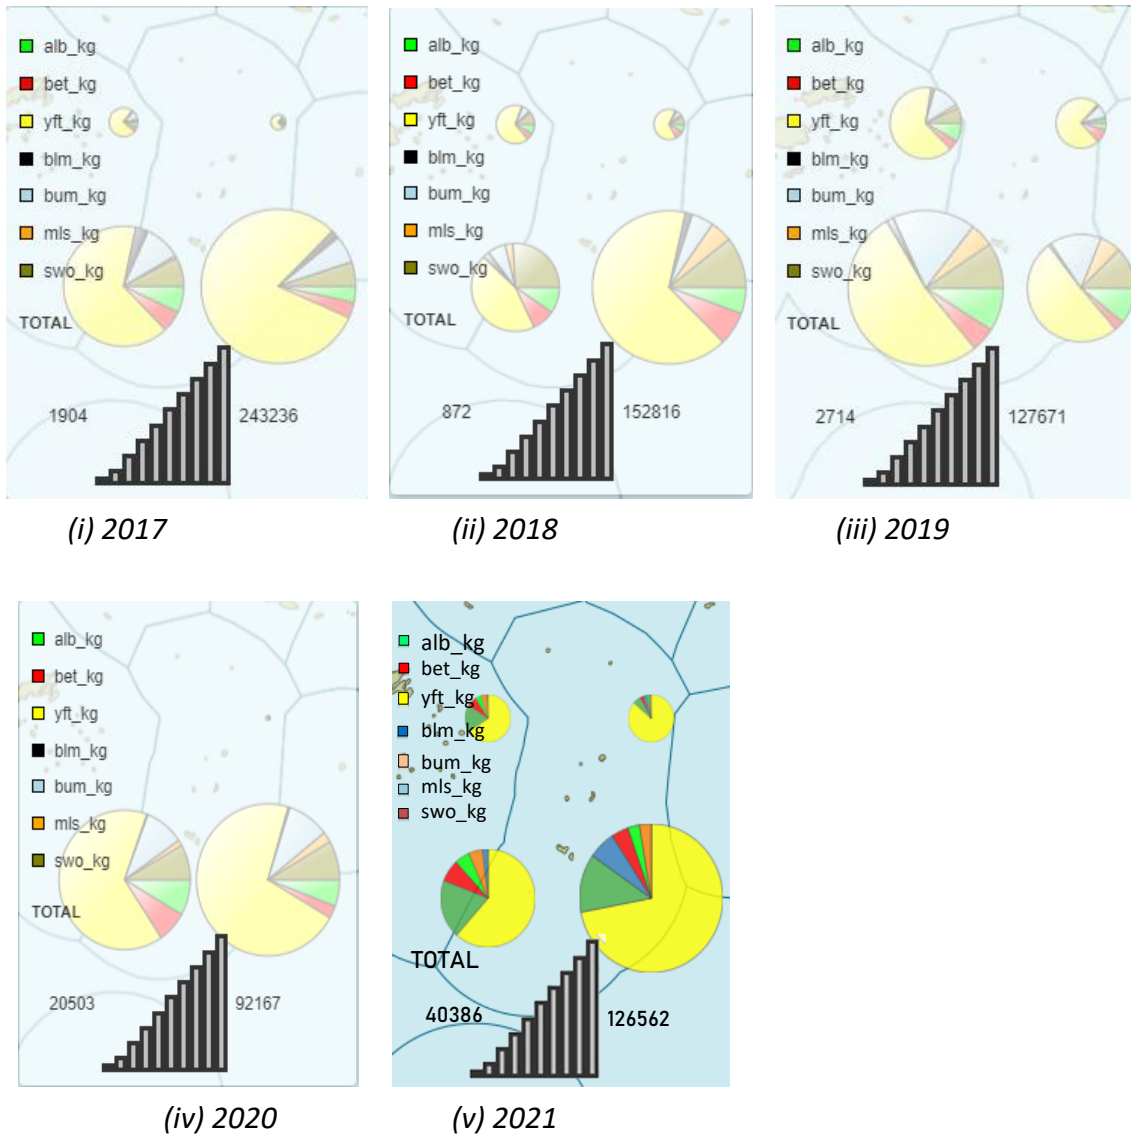 alb_kg
bet_kg
yft_kg
blm_kg
bum_kg
mls_kg
swo_kg
TOTAL
1904
243236
(i) 2017
alb_kg
bet_kg
yft_kg
blm_kg
bum_kg
mls_kg
swo_kg
TOTAL
872
152816
(ii) 2018
alb_kg
bet_kg
yft_kg
blm_kg
bum_kg
mls_kg
swo_kg
TOTAL
2714
127671
(iii) 2019
alb_kg
bet_kg
yft_kg
blm_kg
bum_kg
mls_kg
swo_kg
TOTAL
20503
92167
(iv) 2020
alb_kg
bet_kg
yft_kg
blm_kg
bum_kg
mls_kg
swo_kg
TOTAL
40386
126562
(v) 2021